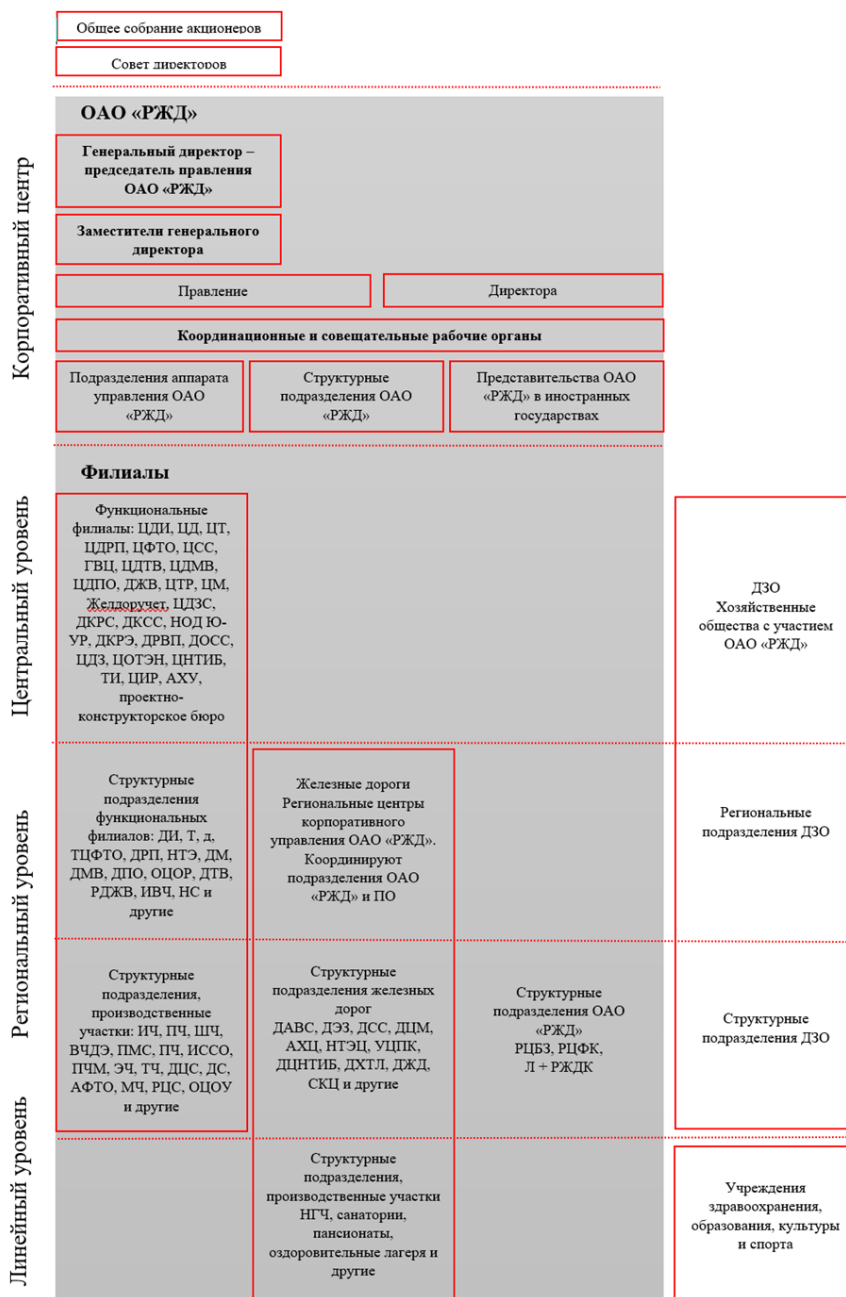 Общее собрание акционеров
Совет директоров
ОАО «РЖД»
Генеральный директор –
председатель правления
ОАО «РЖД»
Заместители генерального
директора
Правление
Директора
Координационные и совещательные рабочие органы
Подразделения аппарата
управления ОАО
«РЖД»
Структурные
подразделения ОАО
«РЖД»
Представительства ОАО
«РЖД» в иностранных
государствах
Корпоративный центр
Филиалы
Функциональные
филиалы: ЦДИ, ЦД, ЦТ,
ЦДРП, ЦФТО, ЦСС,
ГВЦ, ЦДТВ, ЦДМВ,
ЦДПО, ДЖВ, ЦТР, ЦМ,
Желдоручет, ЦДЗС,
ДКРС, ДКСС, НОД Ю-
УР, ДКРЭ, ДРВП, ДОСС,
ЦДЗ, ЦОТЭН, ЦНТИБ,
ТИ, ЦИР, АХУ,
проектно-
конструкторское бюро
ДЗО
Хозяйственные
общества с участием
ОАО «РЖД»
Центральный уровень
Структурные
подразделения
функциональных
филиалов: ДИ, Т, д,
ТЦФТО, ДРП, НТЭ, ДМ,
ДМВ, ДПО, ОЦОР, ДТВ,
РДЖВ, ИВЧ, НС и
другие
Железные дороги
Региональные центры
корпоративного
управления ОАО «РЖД».
Координируют
подразделения ОАО
«РЖД» и ПО
Региональные
подразделения ДЗО
Региональный уровень
Структурные
подразделения,
производственные
участки: ИЧ, ПЧ, ШЧ,
ВЧДЭ, ПМС, ПЧ, ИССО,
ПЧМ, ЭЧ, ТЧ, ДЦС, ДС,
АФТО, МЧ, РЦС, ОЦОУ
и другие
Структурные
подразделения железных
дорог
ДАВС, ДЭЗ, ДСС, ДЦМ,
АХЦ, НТЭЦ, УЦПК,
ДЦНТИБ, ДХТЛ, ДЖД,
СКЦ и другие
Структурные
подразделения ОАО
«РЖД»
РЦБЗ, РЦФК,
Л + РЖДК
Структурные
подразделения ДЗО
Линейный уровень
Структурные
подразделения,
производственные участки
НГЧ, санатории,
пансионаты,
оздоровительные лагеря и
другие
Учреждения
здравоохранения,
образования, культуры
и спорта